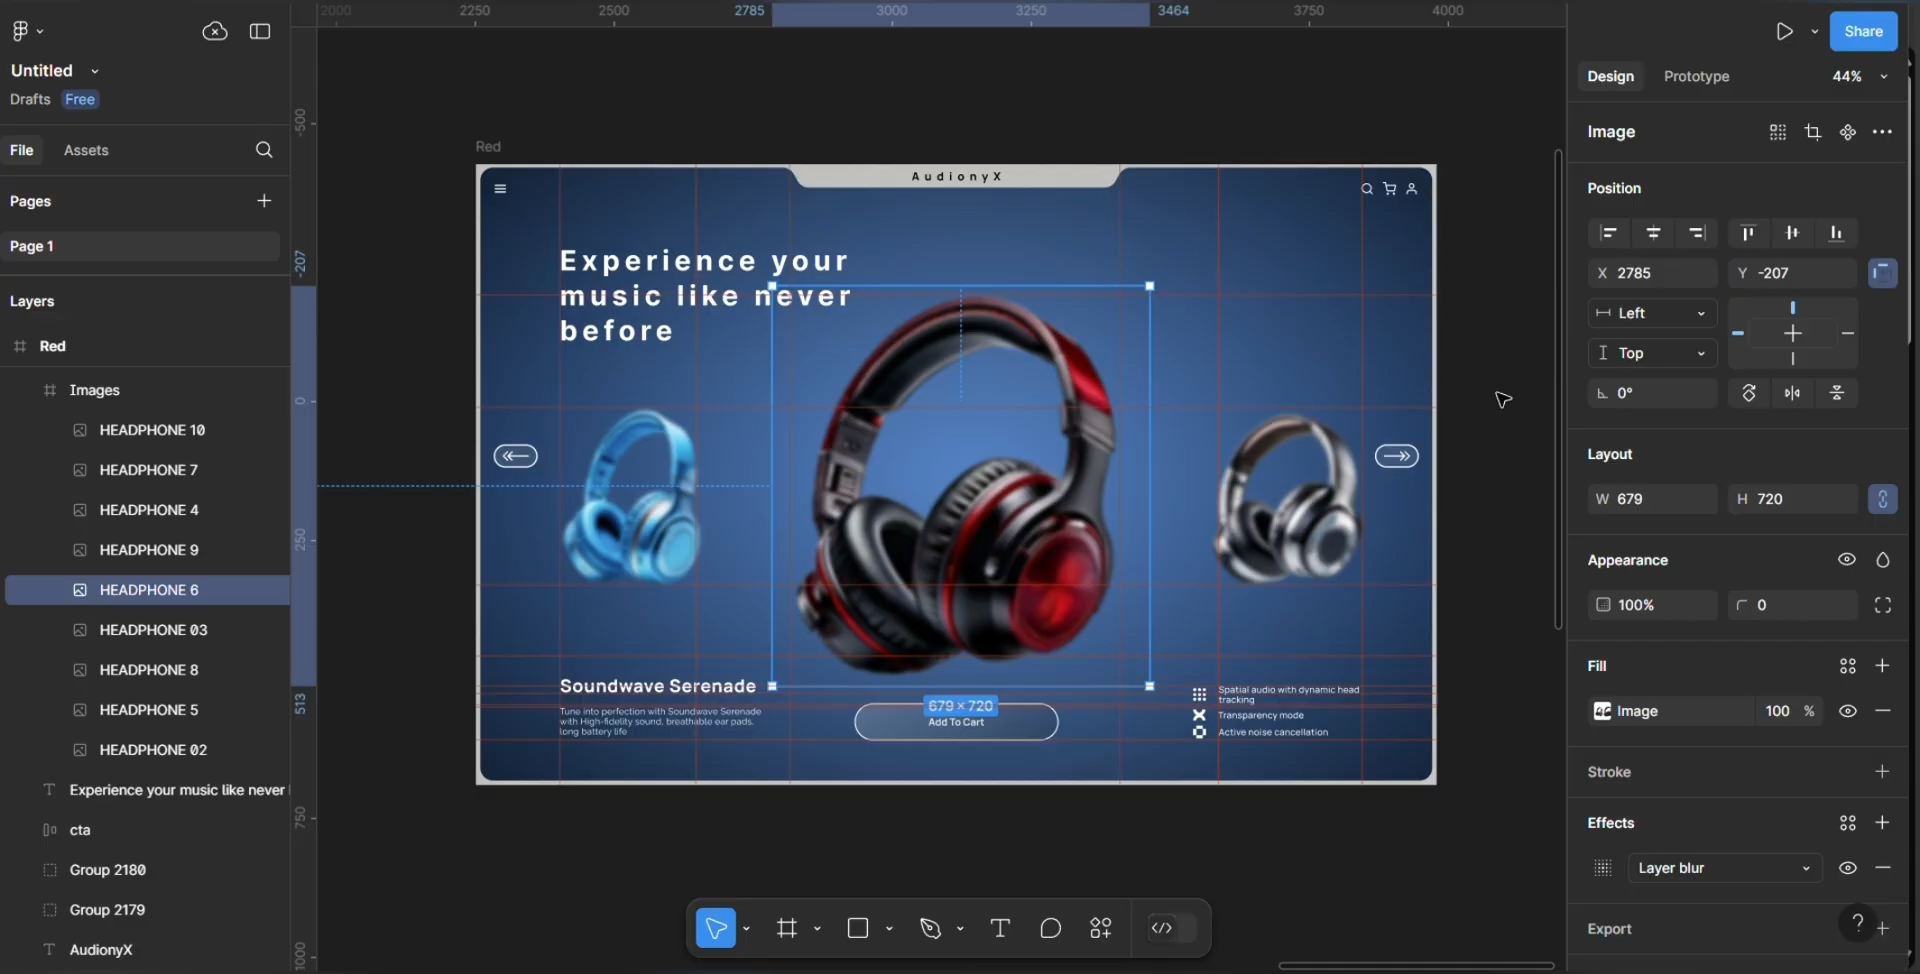 Untitled
Drafts Free
File Assets
Pages
Page 1
Layers
Red
Images
HEADPHONE 10
HEADPHONE 7
HEADPHONE 4
HEADPHONE 9
HEADPHONE 6
HEADPHONE 03
HEADPHONE 8
HEADPHONE 5
HEADPHONE 02
Experience your music like never
cta
Group 2180
Group 2179
AudionyX
2000 2250 2500 2785 3000 3250 3464 3750 4000
-500
-207
0
250
513
750
1000
Red
AudionyX
Experience your
music like never
before
Soundwave Serenade
Tune into perfection with Soundwave Serenade
with High-fidelity sound, breathable ear pads,
long battery life
679 × 720
Add To Cart
Spatial audio with dynamic head
tracking
Transparency mode
Active noise cancellation
Share
Design Prototype 44%
Image
Position
X 2785 Y -207
Left
Top
0°
Layout
W 679 H 720
Appearance
100% 0
Fill
Image 100 %
Stroke
Effects
Layer blur
Export
?